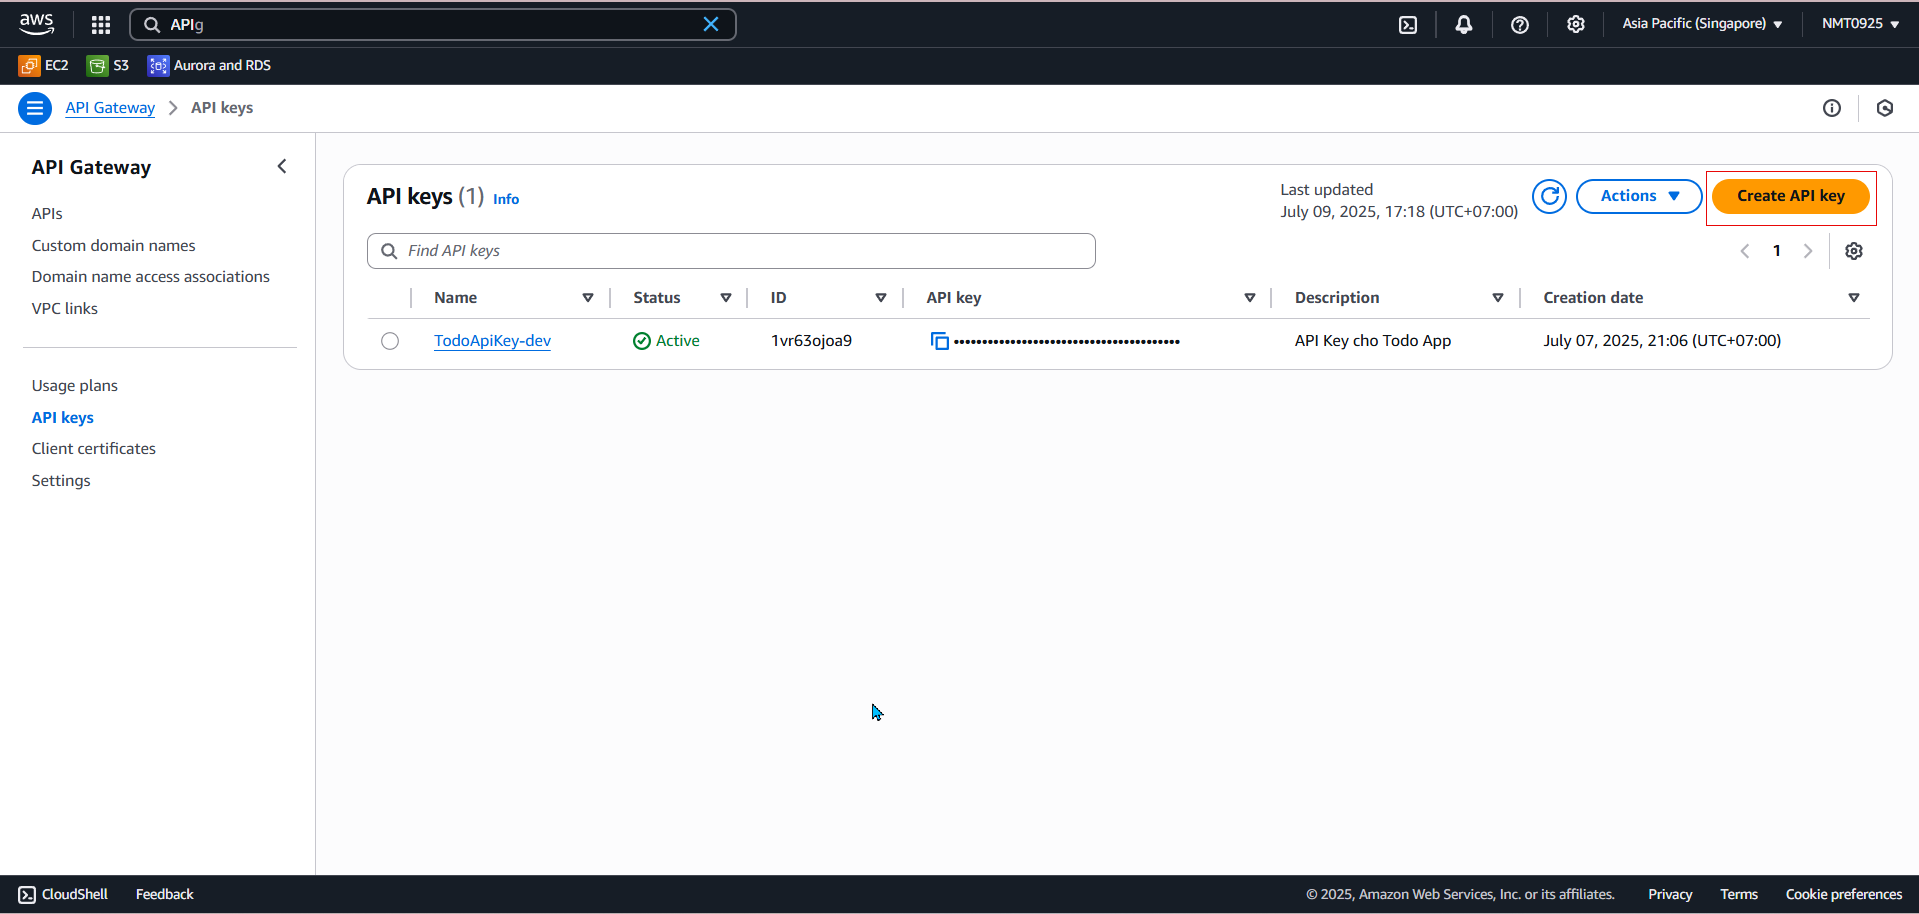 aws
APIg
Asia Pacific (Singapore)
NMT0925
EC2
S3
Aurora and RDS
API Gateway
API keys
API Gateway
APIs
Custom domain names
Domain name access associations
VPC links
Usage plans
API keys
Client certificates
Settings
API keys (1) Info
Last updated
July 09, 2025, 17:18 (UTC+07:00)
Actions
Create API key
Find API keys
1
Name Status ID API key Description Creation date
TodoApiKey-dev Active 1vr63ojoa9 •••••••••••••••••••••••••••••••••••••••• API Key cho Todo App July 07, 2025, 21:06 (UTC+07:00)
CloudShell Feedback © 2025, Amazon Web Services, Inc. or its affiliates. Privacy Terms Cookie preferences